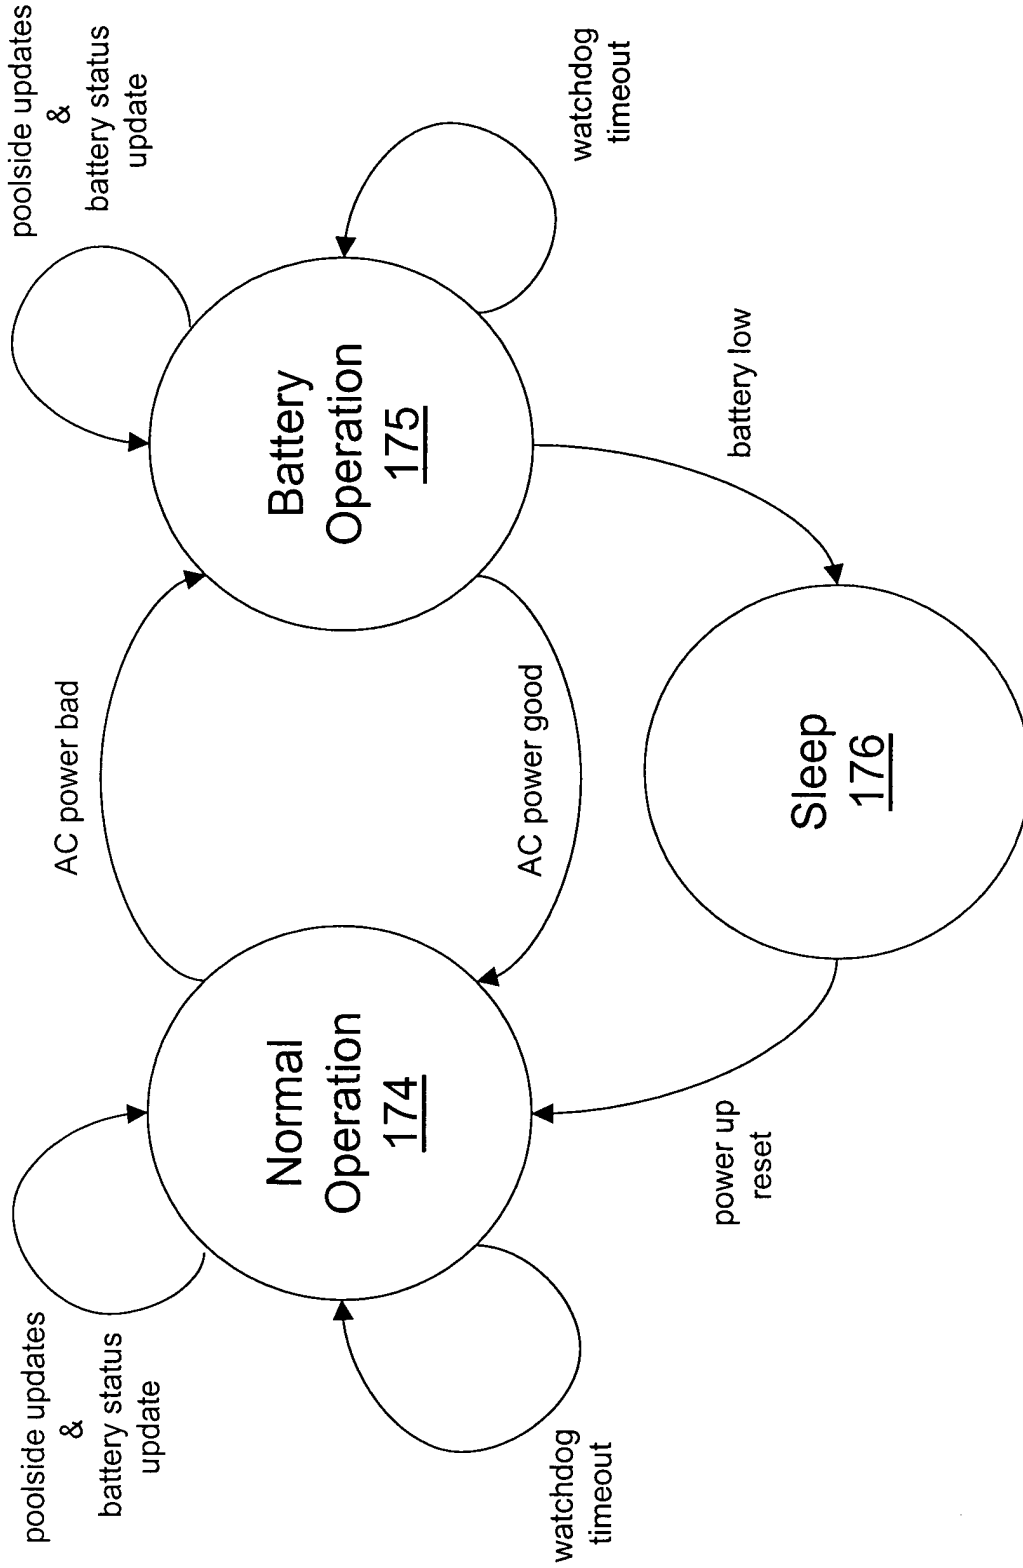 poolside updates
&
battery status
update
AC power bad
poolside updates
&
battery status
update
Normal
Operation
174
Battery
Operation
175
watchdog
timeout
AC power good
watchdog
timeout
power up
reset
Sleep
176
battery low